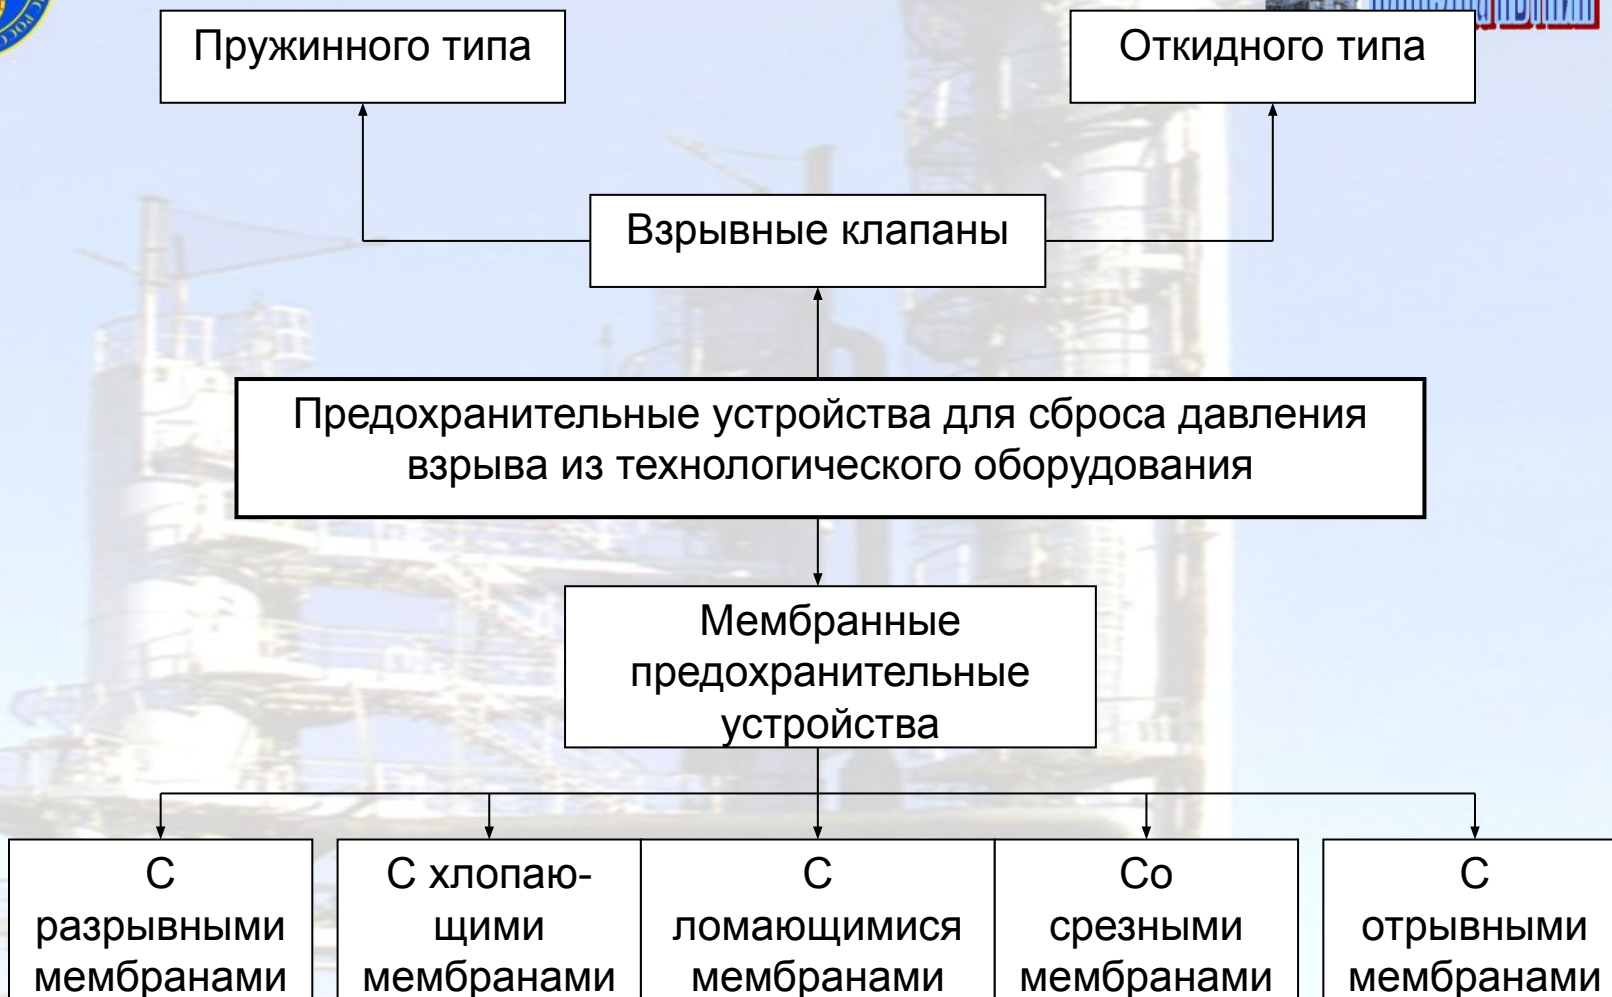 Пружинного типа
Откидного типа
Взрывные клапаны
Предохранительные устройства для сброса давления
взрыва из технологического оборудования
Мембранные
предохранительные
устройства
С
разрывными
мембранами
С хлопаю-
щими
мембранами
С
ломающимися
мембранами
Со
срезными
мембранами
С
отрывными
мембранами